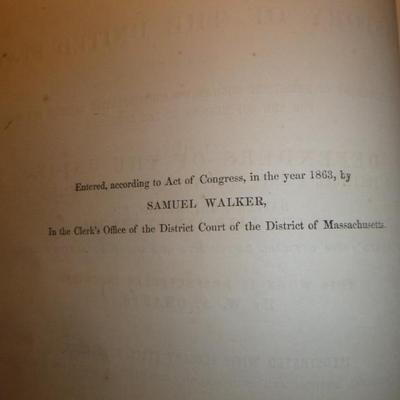 Entered, according to Act of Congress, in the year 1863, by
SAMUEL WALKER,
In the Clerk's Office of the District Court of the District of Massachusetts.